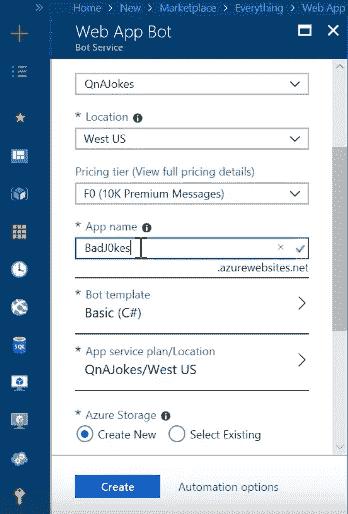 Home > New > Marketplace > Everything > Web App
Web App Bot
Bot Service
QnAJokes
* Location
West US
Pricing tier (View full pricing details)
F0 (10K Premium Messages)
* App name
BadJ0kes
.azurewebsites.net
* Bot template
Basic (C#)
* App service plan/Location
QnAJokes/West US
* Azure Storage
Create New Select Existing
Create Automation options